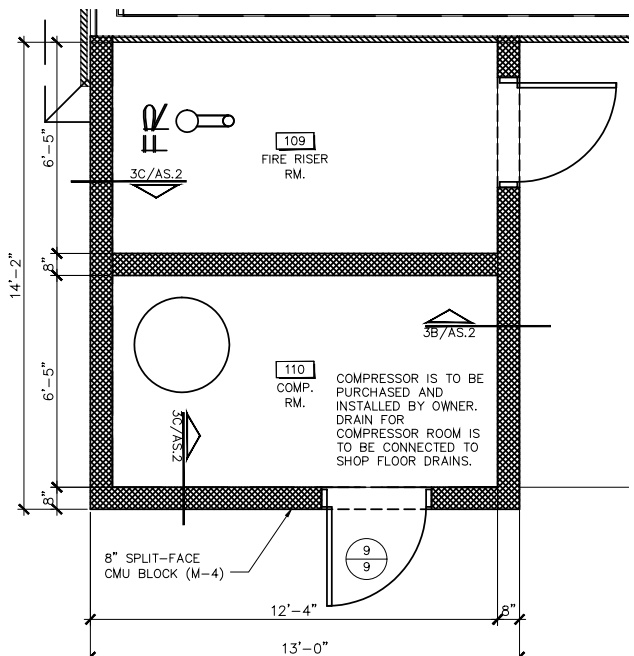 109
FIRE RISER
RM.
3C/AS.2
6'-5"
8"
14'-2"
6'-5"
8"
3B/AS.2
110
COMP.
RM.
COMPRESSOR IS TO BE
PURCHASED AND
INSTALLED BY OWNER.
DRAIN FOR
COMPRESSOR ROOM IS
TO BE CONNECTED TO
SHOP FLOOR DRAINS.
3C/AS.2
8" SPLIT-FACE
CMU BLOCK (M-4)
9
9
12'-4"
8"
13'-0"